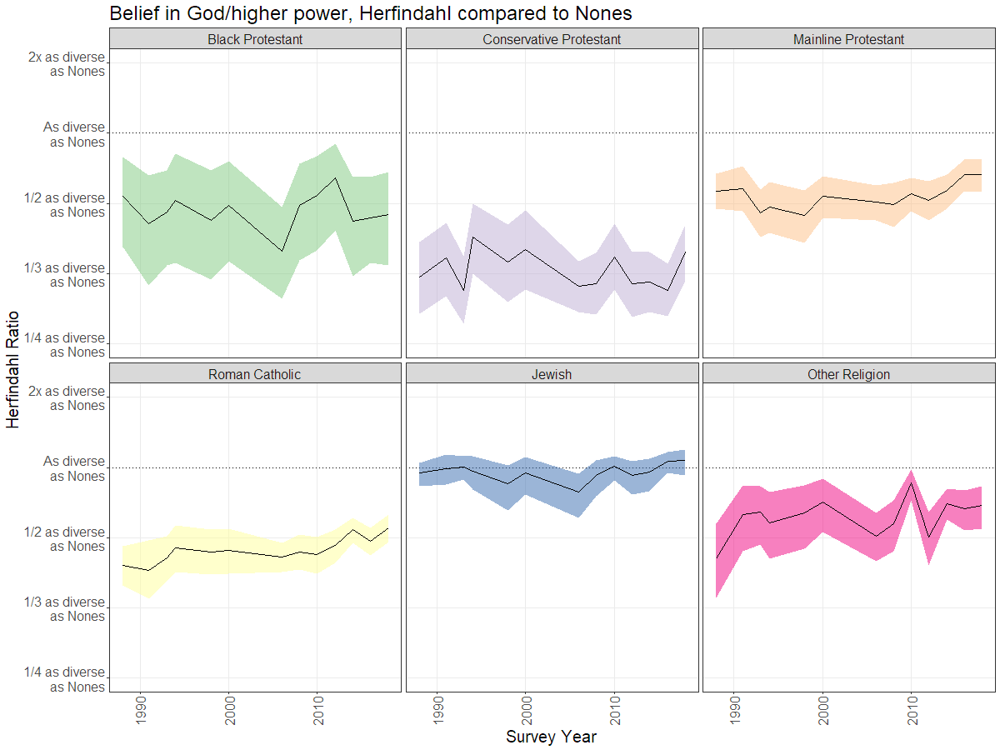 Belief in God/higher power, Herfindahl compared to Nones
Black Protestant
Conservative Protestant
Mainline Protestant
2x as diverse
as Nones
As diverse
as Nones
1/2 as diverse
as Nones
1/3 as diverse
as Nones
1/4 as diverse
as Nones
Herfindahl Ratio
Roman Catholic
Jewish
Other Religion
2x as diverse
as Nones
As diverse
as Nones
1/2 as diverse
as Nones
1/3 as diverse
as Nones
1/4 as diverse
as Nones
1990
2000
2010
1990
2000
2010
1990
2000
2010
Survey Year